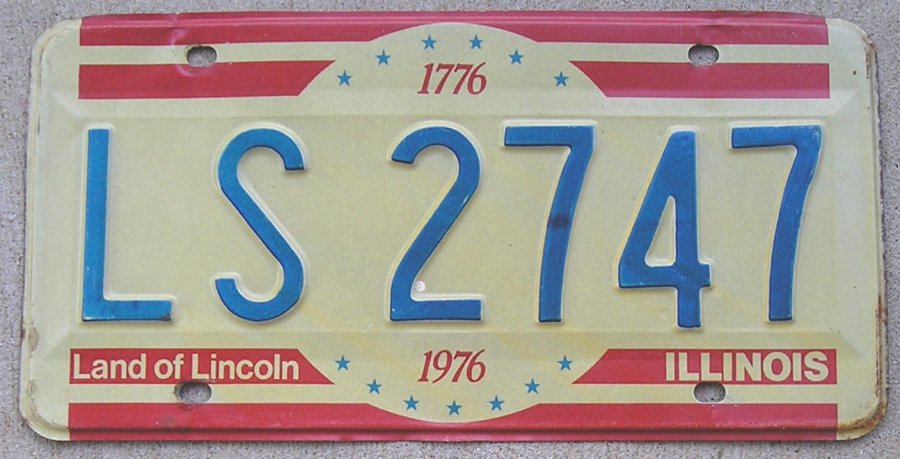 1776
LS 2747
Land of Lincoln 1976 ILLINOIS